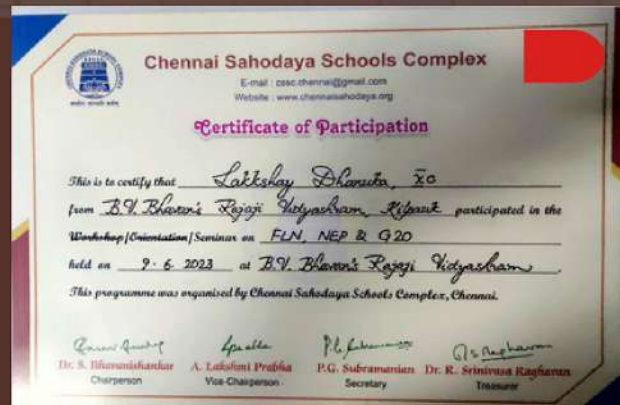 Chennai Sahodaya Schools Complex
E-mail : cssc.chennai@gmail.com
Website : www.chennaisahodaya.org
Certificate of Participation
This is to certify that Lakkshay Dhanuka, XC
from B.V. Bhavan's Rajaji Vidyashram, Kilpauk participated in the
Workshop/Orientation/Seminar on FLN, NEP & G20
held on 9.6.2023 at B.V. Bhavan's Rajaji Vidyashram.
This programme was organised by Chennai Sahodaya Schools Complex, Chennai.
Dr. S. Bhavanishankar A. Lakshmi Prabha P.G. Subramanian Dr. R. Srinivasa Raghavan
Chairperson Vice-Chairperson Secretary Treasurer